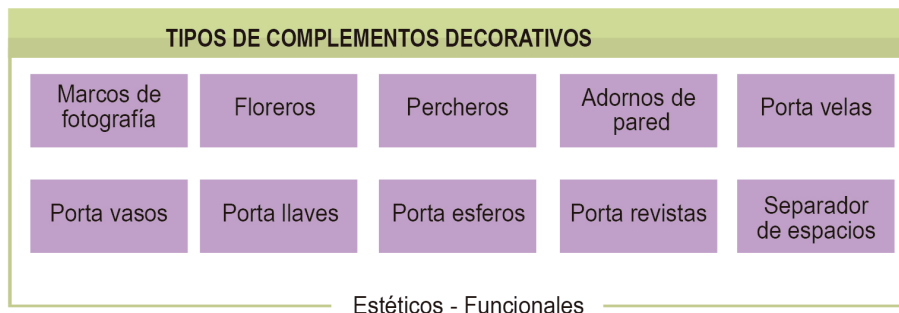 TIPOS DE COMPLEMENTOS DECORATIVOS
Marcos de
fotografía
Floreros
Percheros
Adornos de
pared
Porta velas
Porta vasos
Porta llaves
Porta esferos
Porta revistas
Separador
de espacios
Estéticos - Funcionales